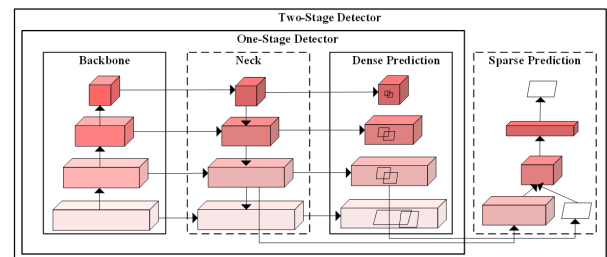 Two-Stage Detector
One-Stage Detector
Backbone
Neck
Dense Prediction
Sparse Prediction